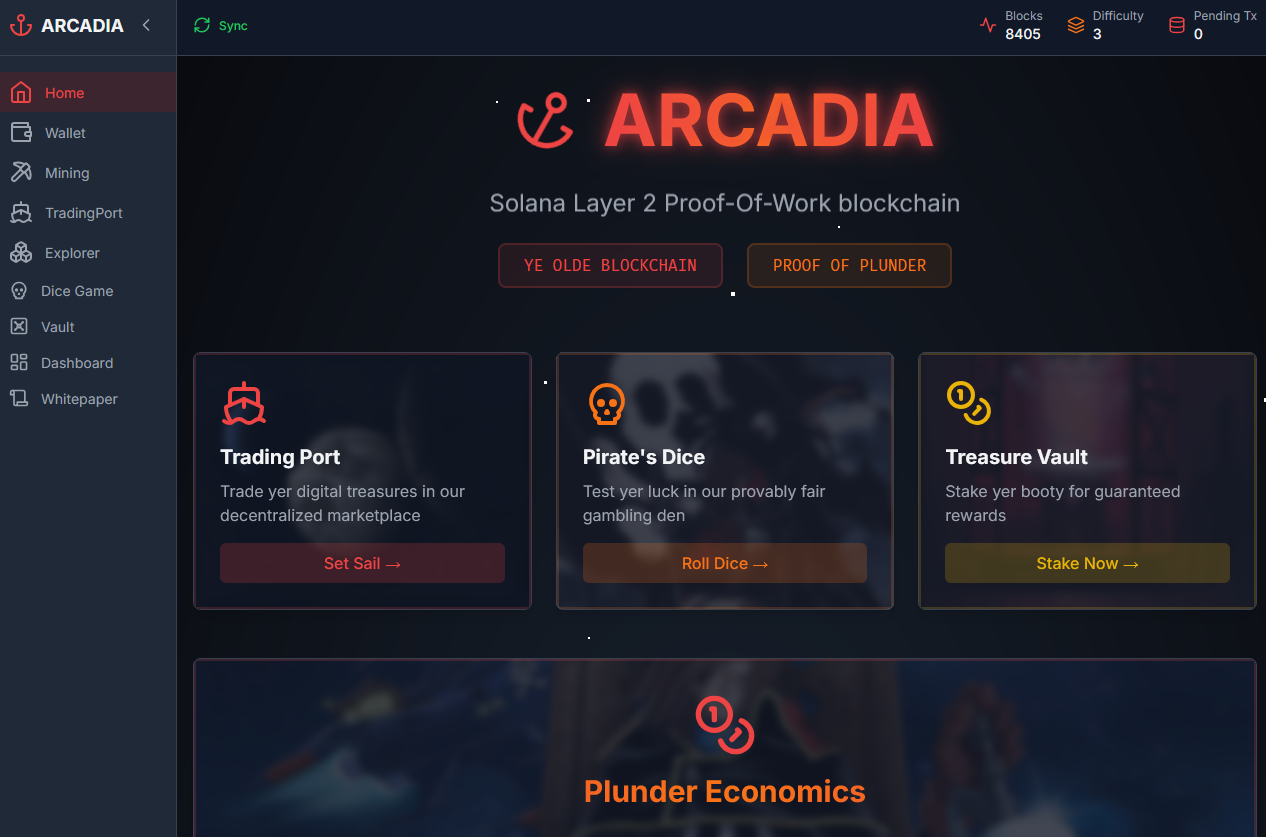 ARCADIA
Sync
Blocks
8405
Difficulty
3
Pending Tx
0
Home
Wallet
Mining
TradingPort
Explorer
Dice Game
Vault
Dashboard
Whitepaper
ARCADIA
Solana Layer 2 Proof-Of-Work blockchain
YE OLDE BLOCKCHAIN
PROOF OF PLUNDER
Trading Port
Trade yer digital treasures in our
decentralized marketplace
Set Sail →
Pirate's Dice
Test yer luck in our provably fair
gambling den
Roll Dice →
Treasure Vault
Stake yer booty for guaranteed
rewards
Stake Now →
Plunder Economics